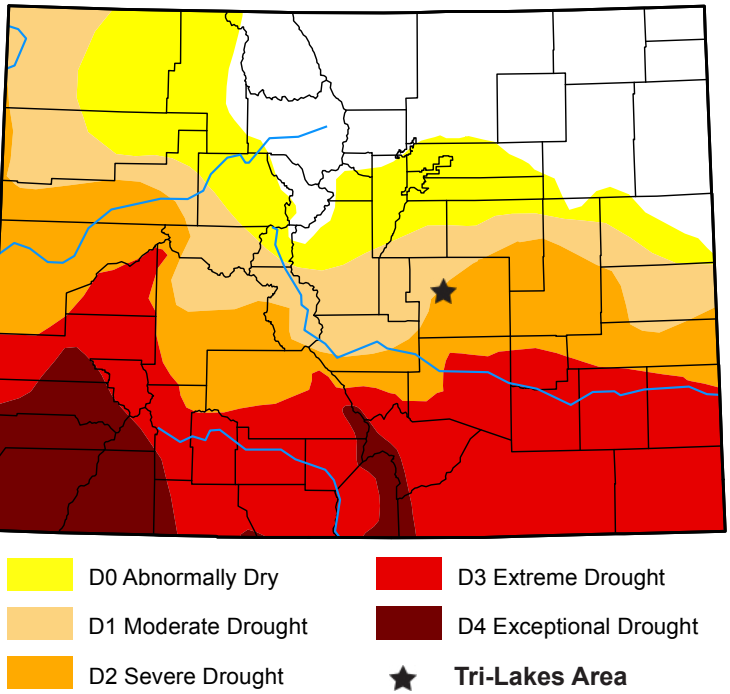 D0 Abnormally Dry
D1 Moderate Drought
D2 Severe Drought
D3 Extreme Drought
D4 Exceptional Drought
Tri-Lakes Area